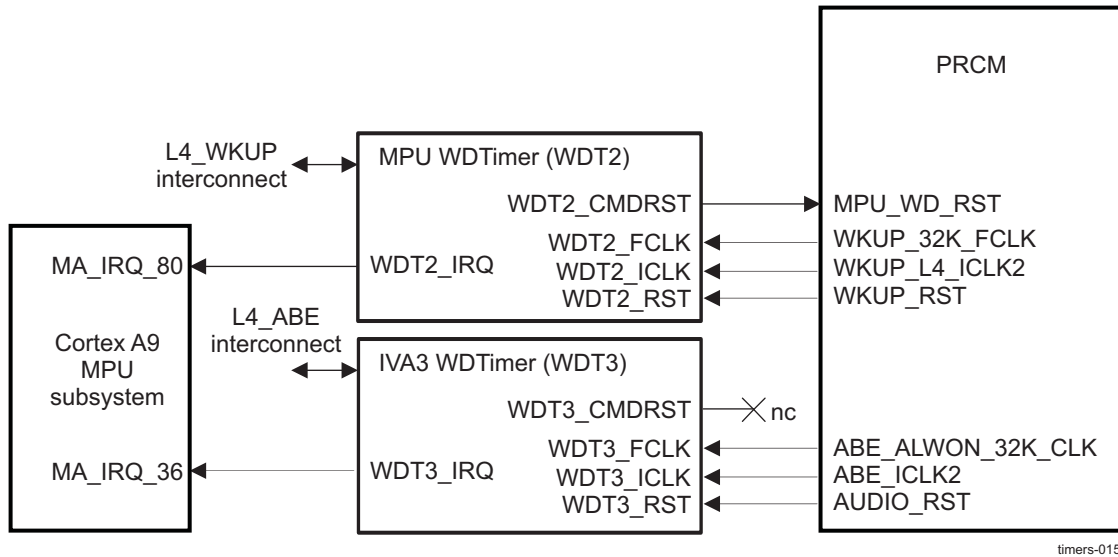 PRCM
L4_WKUP
interconnect
MPU WDTimer (WDT2)
WDT2_CMDRST
MPU_WD_RST
WDT2_FCLK
WKUP_32K_FCLK
MA_IRQ_80
WDT2_IRQ
WDT2_ICLK
WKUP_L4_ICLK2
WDT2_RST
WKUP_RST
L4_ABE
interconnect
Cortex A9
MPU
subsystem
IVA3 WDTimer (WDT3)
WDT3_CMDRST
nc
WDT3_FCLK
ABE_ALWON_32K_CLK
MA_IRQ_36
WDT3_IRQ
WDT3_ICLK
ABE_ICLK2
WDT3_RST
AUDIO_RST
timers-015